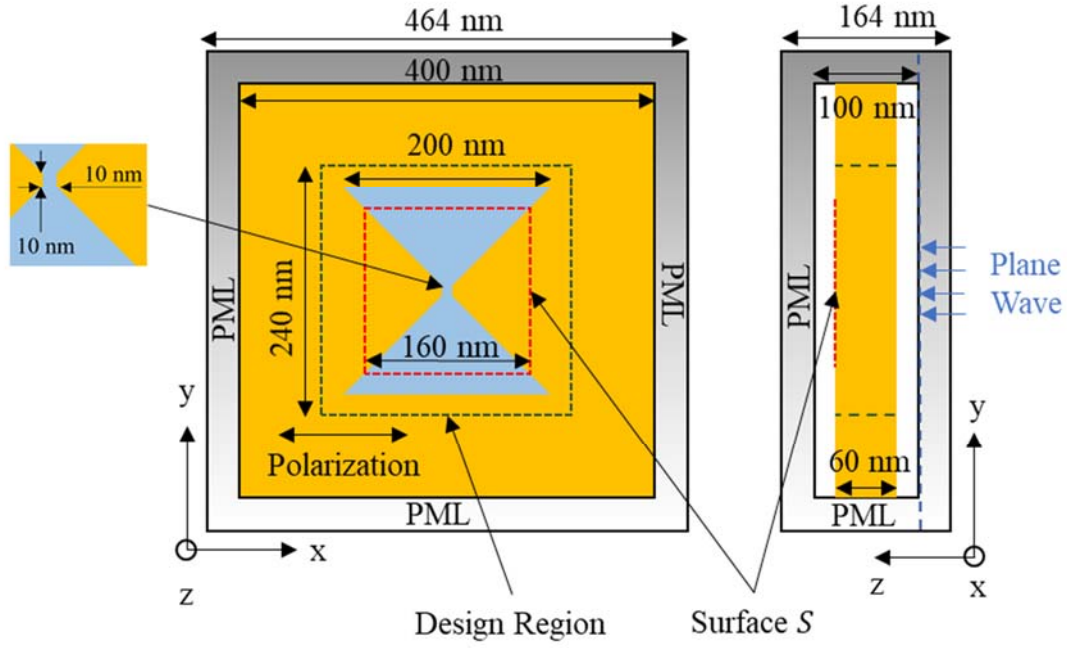 464 nm
164 nm
400 nm
100 nm
200 nm
10 nm
10 nm
240 nm
160 nm
PML
PML
PML
Plane
Wave
60 nm
Polarization
PML
PML
y
x
z
y
z
x
Design Region
Surface S